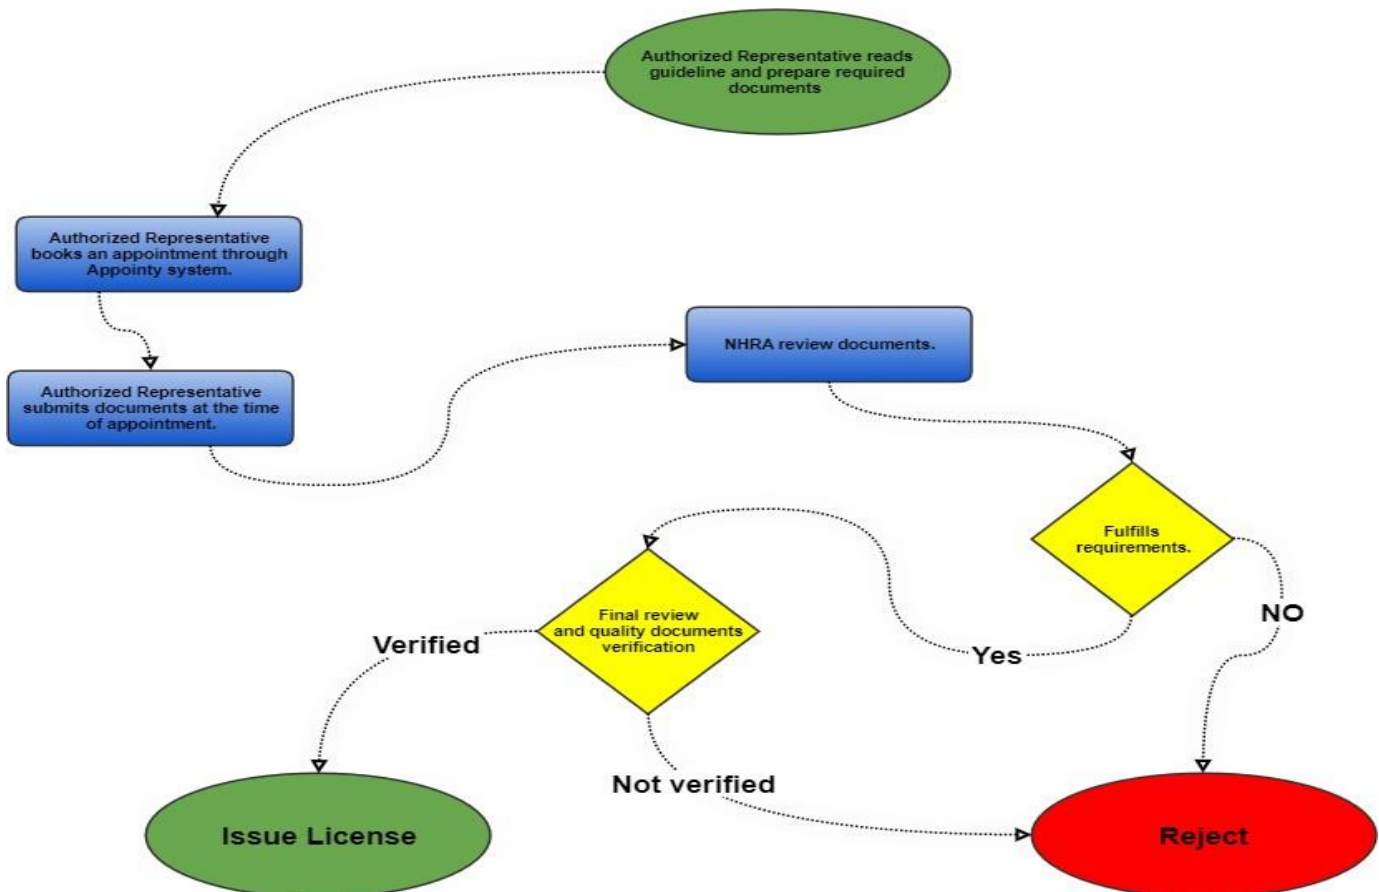 Authorized Representative reads
guideline and prepare required
documents
Authorized Representative
books an appointment through
Appointy system.
Authorized Representative
submits documents at the time
of appointment.
NHRA review documents.
Fulfills
requirements.
NO
Yes
Final review
and quality documents
verification
Verified
Not verified
Issue License
Reject